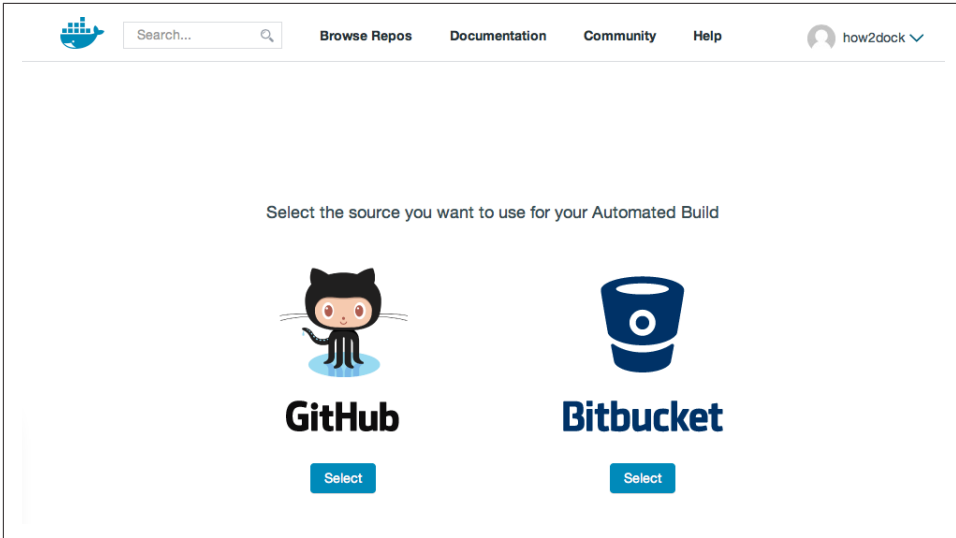 Search... Browse Repos Documentation Community Help how2dock
Select the source you want to use for your Automated Build
GitHub Bitbucket
Select Select